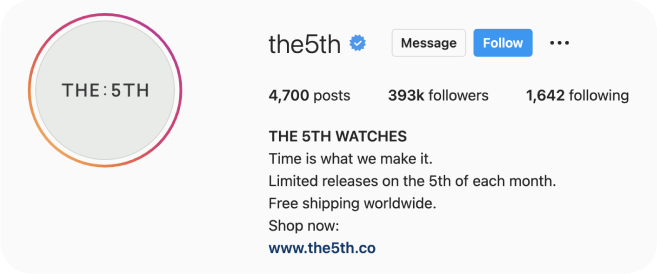 THE:5TH
the5th
Message
Follow
4,700 posts 393k followers 1,642 following
THE 5TH WATCHES
Time is what we make it.
Limited releases on the 5th of each month.
Free shipping worldwide.
Shop now:
www.the5th.co